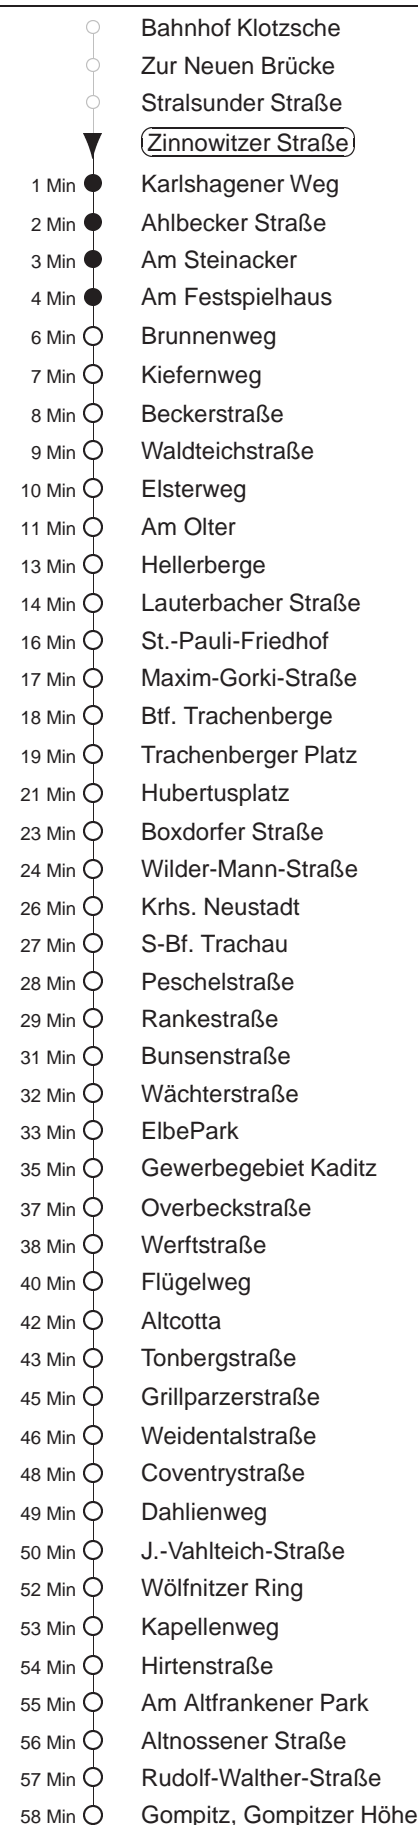 Bahnhof Klotzsche
Zur Neuen Brücke
Stralsunder Straße
Zinnowitzer Straße
1 Min Karlshagener Weg
2 Min Ahlbecker Straße
3 Min Am Steinacker
4 Min Am Festspielhaus
6 Min Brunnenweg
7 Min Kiefernweg
8 Min Beckerstraße
9 Min Waldteichstraße
10 Min Elsterweg
11 Min Am Olter
13 Min Hellerberge
14 Min Lauterbacher Straße
16 Min St.-Pauli-Friedhof
17 Min Maxim-Gorki-Straße
18 Min Btf. Trachenberge
19 Min Trachenberger Platz
21 Min Hubertusplatz
23 Min Boxdorfer Straße
24 Min Wilder-Mann-Straße
26 Min Krhs. Neustadt
27 Min S-Bf. Trachau
28 Min Peschelstraße
29 Min Rankestraße
31 Min Bunsenstraße
32 Min Wächterstraße
33 Min ElbePark
35 Min Gewerbegebiet Kaditz
37 Min Overbeckstraße
38 Min Werftstraße
40 Min Flügelweg
42 Min Altcotta
43 Min Tonbergstraße
45 Min Grillparzerstraße
46 Min Weidentalstraße
48 Min Coventrystraße
49 Min Dahlienweg
50 Min J.-Vahlteich-Straße
52 Min Wölfnitzer Ring
53 Min Kapellenweg
54 Min Hirtenstraße
55 Min Am Altfrankener Park
56 Min Altnossener Straße
57 Min Rudolf-Walther-Straße
58 Min Gompitz, Gompitzer Höhe